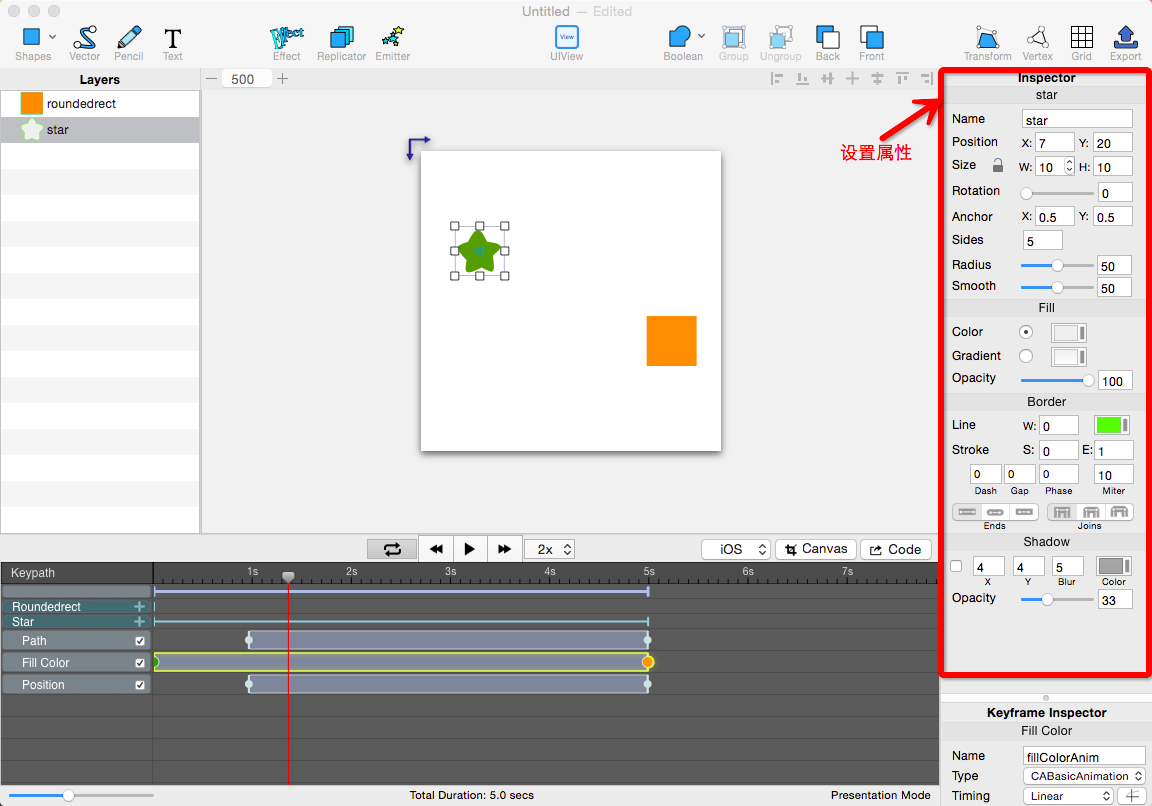 Untitled — Edited
Shapes Vector Pencil Text Effect Replicator Emitter UIView Boolean Group Ungroup Back Front Transform Vertex Grid Export
View
Layers
500
roundedrect
star
设置属性
Inspector
star
Name star
Position X: 7 Y: 20
Size W: 10 H: 10
Rotation 0
Anchor X: 0.5 Y: 0.5
Sides 5
Radius 50
Smooth 50
Fill
Color
Gradient
Opacity 100
Border
Line W: 0
Stroke S: 0 E: 1
0 0 0 10
Dash Gap Phase Miter
Ends Joins
Shadow
4 4 5
X Y Blur Color
Opacity 33
2x iOS Canvas Code
Keypath 1s 2s 3s 4s 5s 6s 7s
Roundedrect +
Star +
Path
Fill Color
Position
Total Duration: 5.0 secs Presentation Mode
Keyframe Inspector
Fill Color
Name fillColorAnim
Type CABasicAnimation
Timing Linear